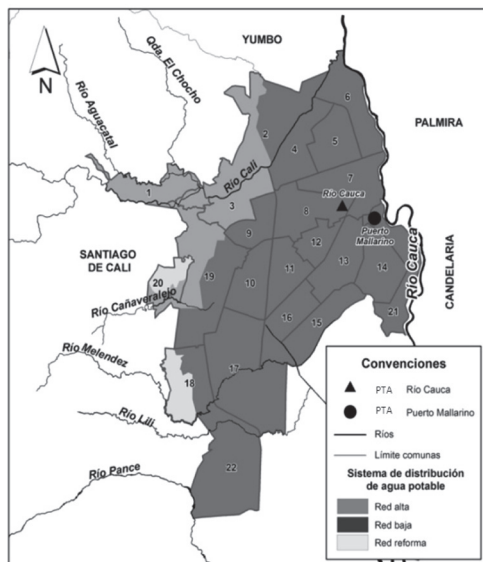 YUMBO
Qda. El Chocho
Río Aguacatal
N
6
2
4
5
PALMIRA
7
Río Cali
1
Río Cauca
3
8
Puerto
Mallarino
9
12
SANTIAGO
DE CALI
13
14
Río Cauca
CANDELARIA
20
19
10
11
Río Cañaveralejo
16
15
21
Río Melendez
17
18
Río Lili
22
Río Pance
Convenciones
PTA Río Cauca
PTA Puerto Mallarino
Ríos
Límite comunas
Sistema de distribución
de agua potable
Red alta
Red baja
Red reforma